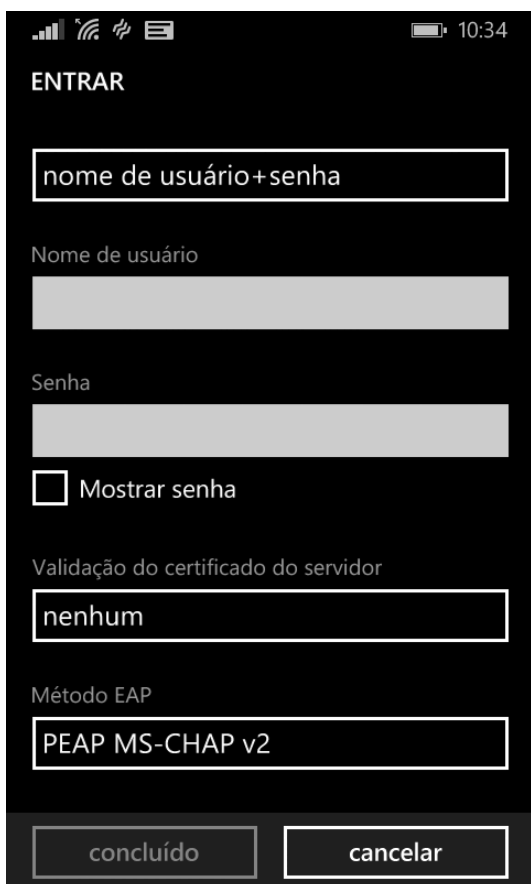 10:34
ENTRAR
nome de usuário+senha
Nome de usuário
Senha
Mostrar senha
Validação do certificado do servidor
nenhum
Método EAP
PEAP MS-CHAP v2
concluído cancelar